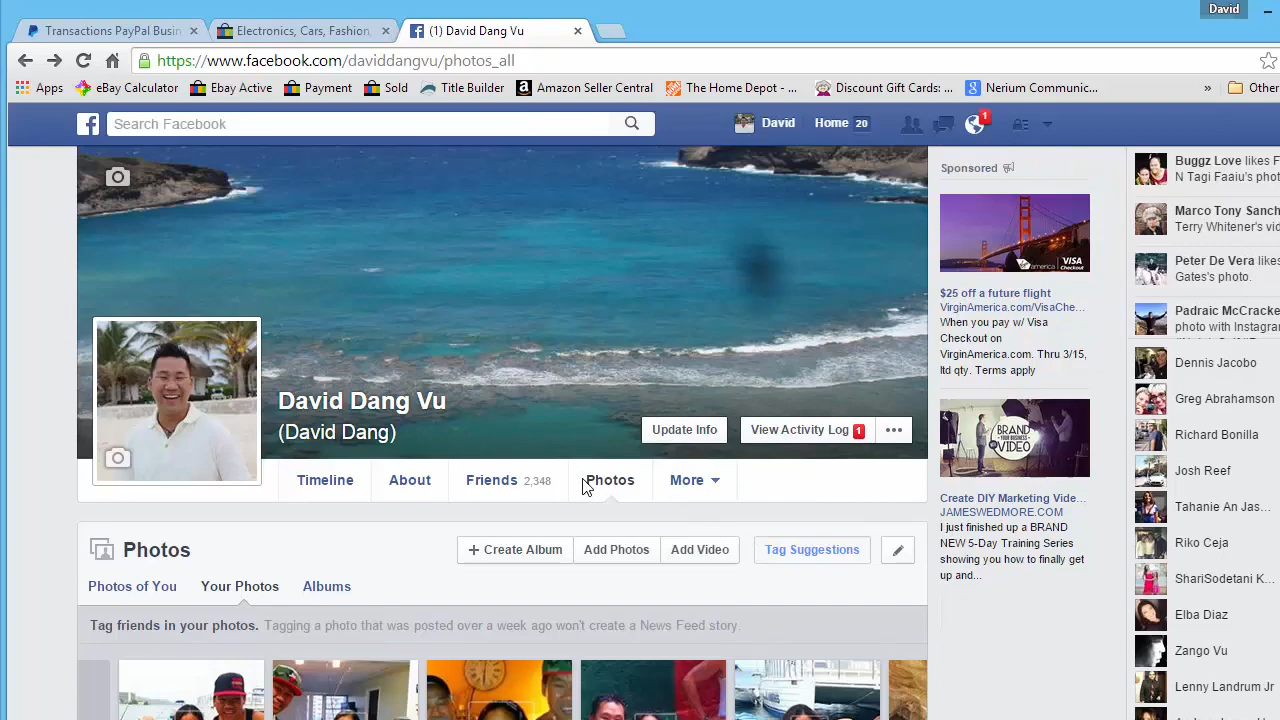 David
Transactions PayPal Busin
Electronics, Cars, Fashion,
(1) David Dang Vu
https://www.facebook.com/daviddangvu/photos_all
Apps
eBay Calculator
Ebay Active
Payment
Sold
Title Builder
Amazon Seller Central
The Home Depot - ...
Discount Gift Cards: ...
Nerium Communic...
»
Other
Search Facebook
David
Home 20
1
David Dang Vu
(David Dang)
Update Info
View Activity Log 1
Timeline
About
Friends 2,348
Photos
More
Photos
+ Create Album
Add Photos
Add Video
Tag Suggestions
Photos of You
Your Photos
Albums
Tag friends in your photos. Tagging a photo that was posted over a week ago won't create a News Feed story.
Sponsored
america
VISA
Checkout
$25 off a future flight
VirginAmerica.com/VisaChe...
When you pay w/ Visa
Checkout on
VirginAmerica.com. Thru 3/15,
ltd qty. Terms apply
BRAND
YOUR BUSINESS
VIDEO
Create DIY Marketing Vide...
JAMESWEDMORE.COM
I just finished up a BRAND
NEW 5-Day Training Series
showing you how to finally get
up and...
Buggz Love likes F
N Tagi Faaiu's phot
Marco Tony Sanch
Terry Whitener's vid
Peter De Vera likes
Gates's photo.
Padraic McCracke
photo with Instagra
Dennis Jacobo
Greg Abrahamson
Richard Bonilla
Josh Reef
Tahanie An Jas...
Riko Ceja
ShariSodetani K...
Elba Diaz
Zango Vu
Lenny Landrum Jr